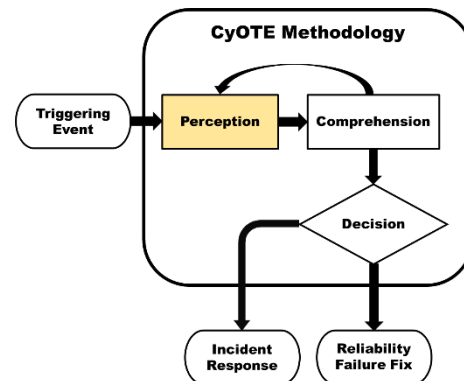 CyOTE Methodology
Triggering
Event
Perception
Comprehension
Decision
Incident
Response
Reliability
Failure Fix